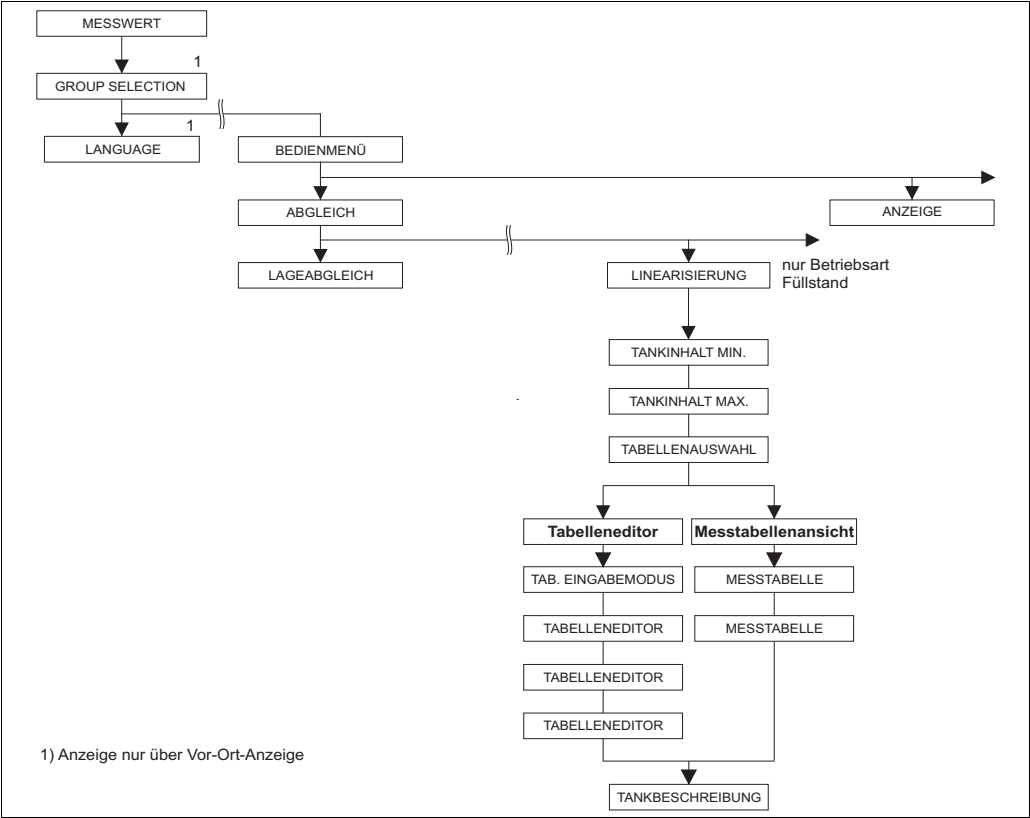 MESSWERT
1
GROUP SELECTION
1
LANGUAGE
BEDIENMENÜ
ABGLEICH
ANZEIGE
LAGEABGLEICH
LINEARISIERUNG
nur Betriebsart
Füllstand
TANKINHALT MIN.
TANKINHALT MAX.
TABELLENAUSWAHL
Tabelleneditor
Messtabellenansicht
TAB. EINGABEMODUS
MESSTABELLE
TABELLENEDITOR
MESSTABELLE
TABELLENEDITOR
TABELLENEDITOR
1) Anzeige nur über Vor-Ort-Anzeige
TANKBESCHREIBUNG